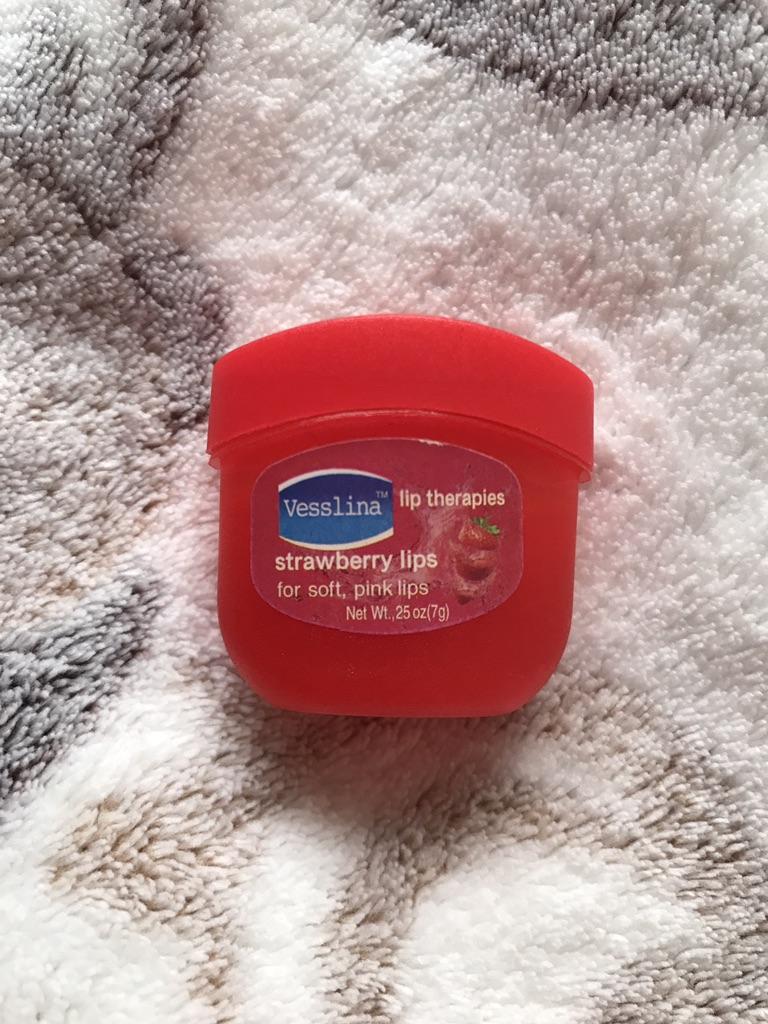 Vesslina™ lip therapies
strawberry lips
for soft, pink lips
Net Wt.,25 oz(7g)